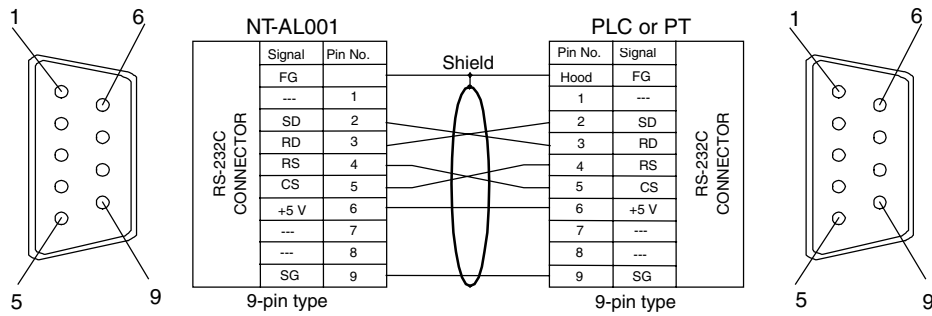 1 6 NT-AL001 PLC or PT 1 6
Signal Pin No. Shield Pin No. Signal
FG Hood FG
--- 1 1 ---
SD 2 2 SD
RD 3 3 RD
RS 4 4 RS
CS 5 5 CS
+5 V 6 6 +5 V
--- 7 7 ---
--- 8 8 ---
SG 9 9 SG
RS-232C
CONNECTOR
RS-232C
CONNECTOR
5 9 9-pin type 9-pin type 5 9